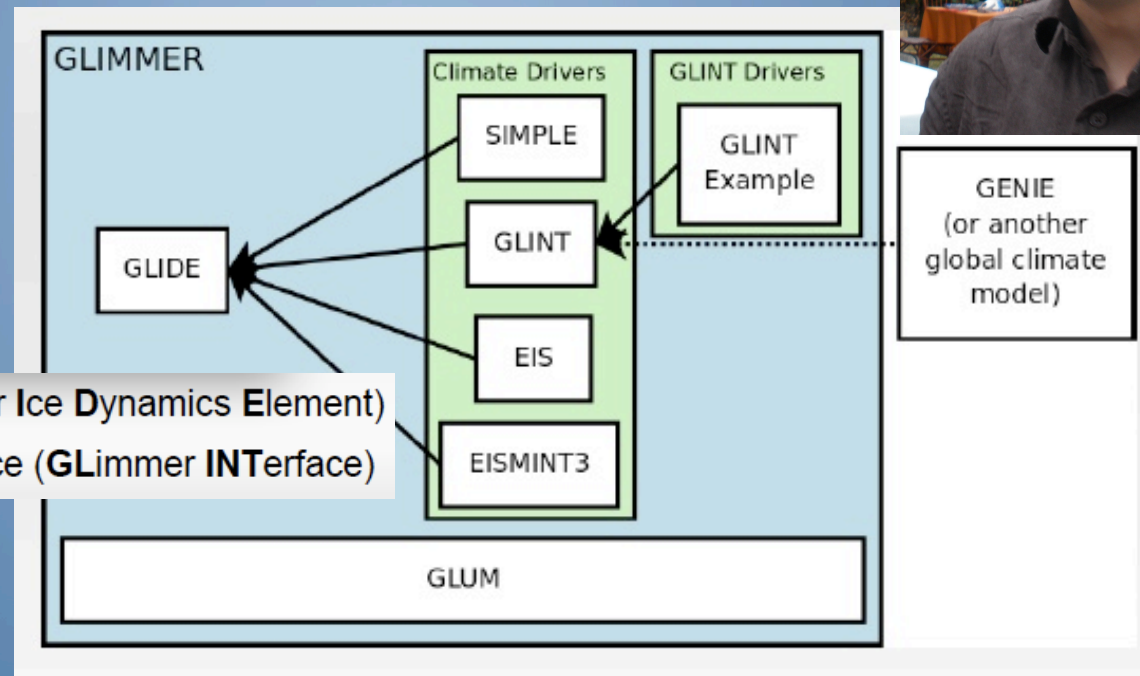 GLIMMER
Climate Drivers
GLINT Drivers
SIMPLE
GLINT
Example
GENIE
(or another
global climate
model)
GLINT
GLIDE
EIS
Ice Dynamics Element)
(GLimmer INTerface)
EISMINT3
GLUM